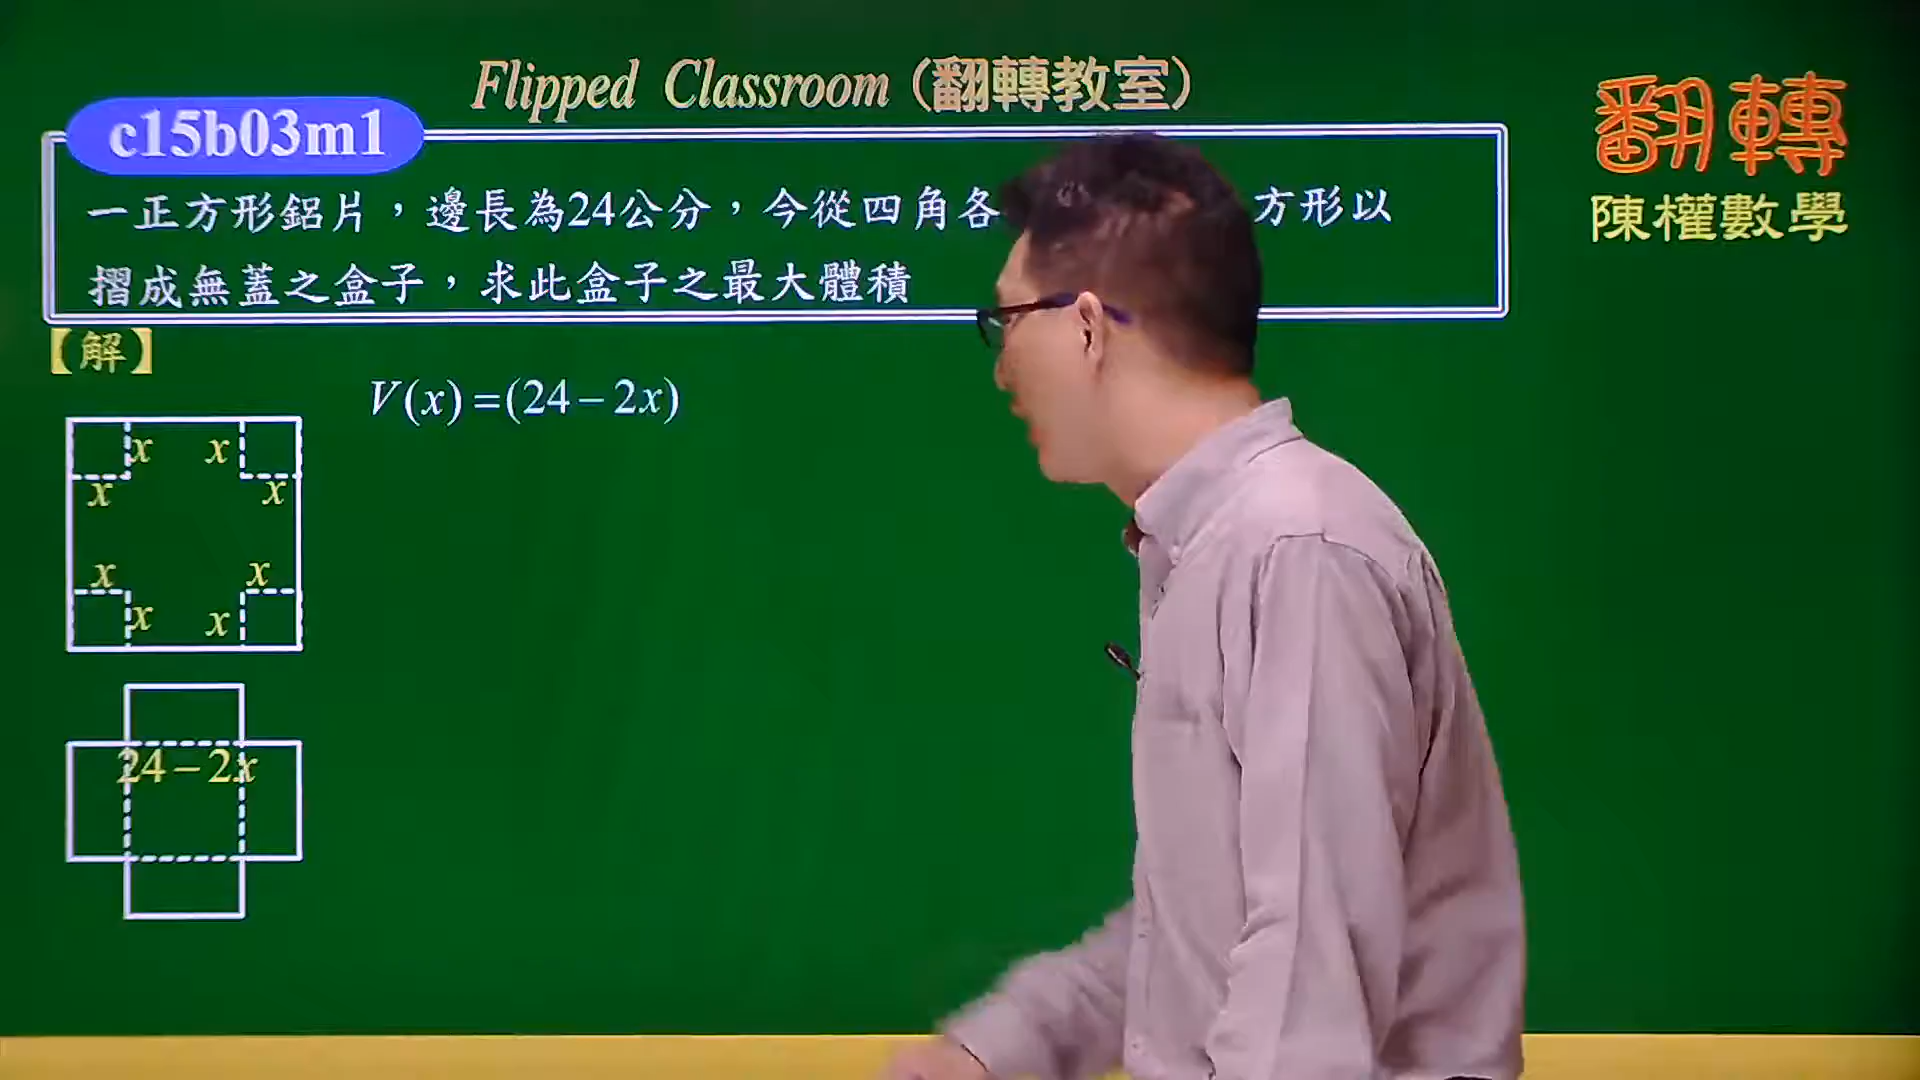 Flipped Classroom (翻轉教室)
翻轉
陳權數學
c15b03m1
一正方形鋁片，邊長為24公分，今從四角各 方形以
摺成無蓋之盒子，求此盒子之最大體積
【解】
V(x)=(24-2x)
x x
x x
x x
x x
24-2x